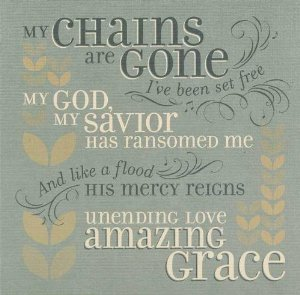 MY CHAINS
are GONE
I've been set free
MY GOD,
MY SAVIOR
HAS RANSOMED ME
And like a flood
HIS MERCY REIGNS
UNENDING LOVE
amazing
GRACE